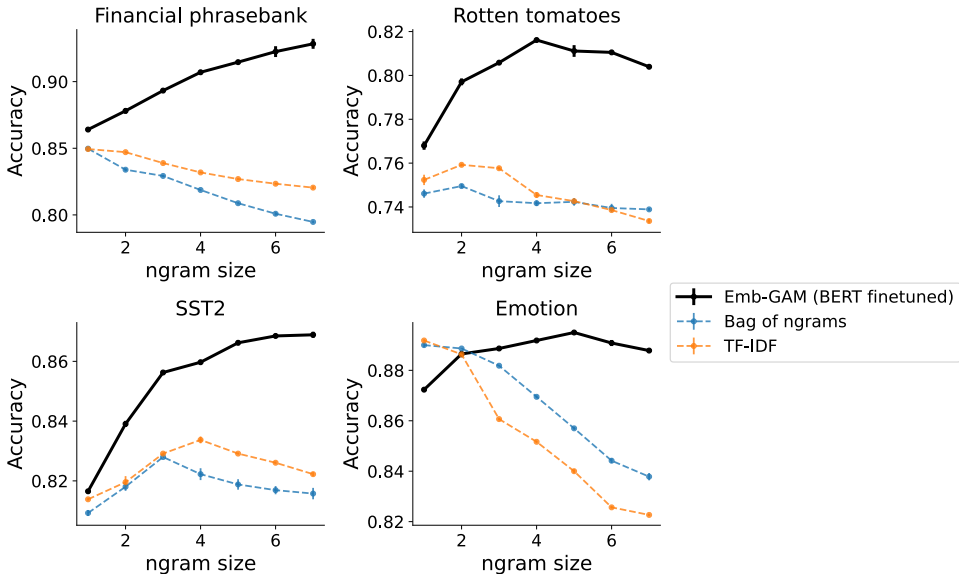 Financial phrasebank
Accuracy
0.90
0.85
0.80
2 4 6
ngram size
Rotten tomatoes
Accuracy
0.82
0.80
0.78
0.76
0.74
2 4 6
ngram size
SST2
Accuracy
0.86
0.84
0.82
2 4 6
ngram size
Emotion
Accuracy
0.88
0.86
0.84
0.82
2 4 6
ngram size
Emb-GAM (BERT finetuned)
Bag of ngrams
TF-IDF